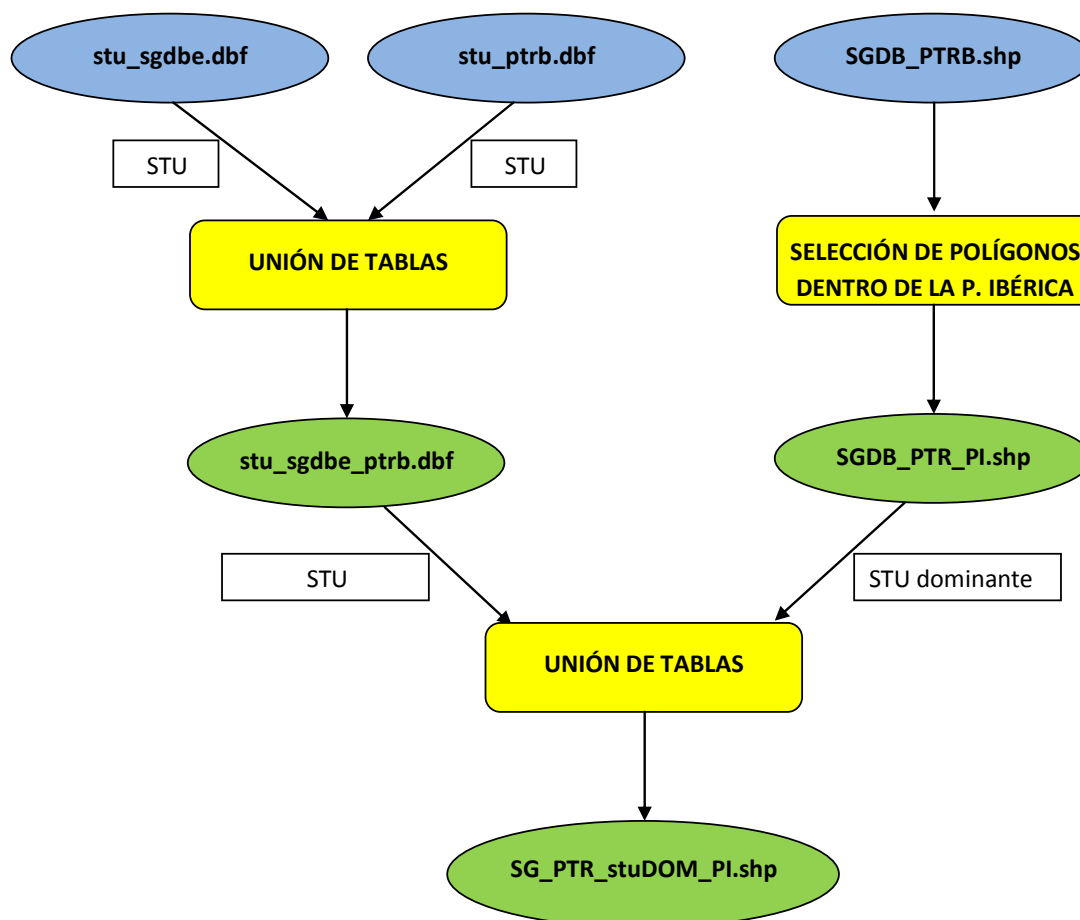 stu_sgdbe.dbf
stu_ptrb.dbf
SGDB_PTRB.shp
STU
STU
UNIÓN DE TABLAS
SELECCIÓN DE POLÍGONOS
DENTRO DE LA P. IBÉRICA
stu_sgdbe_ptrb.dbf
SGDB_PTR_PI.shp
STU
STU dominante
UNIÓN DE TABLAS
SG_PTR_stuDOM_PI.shp